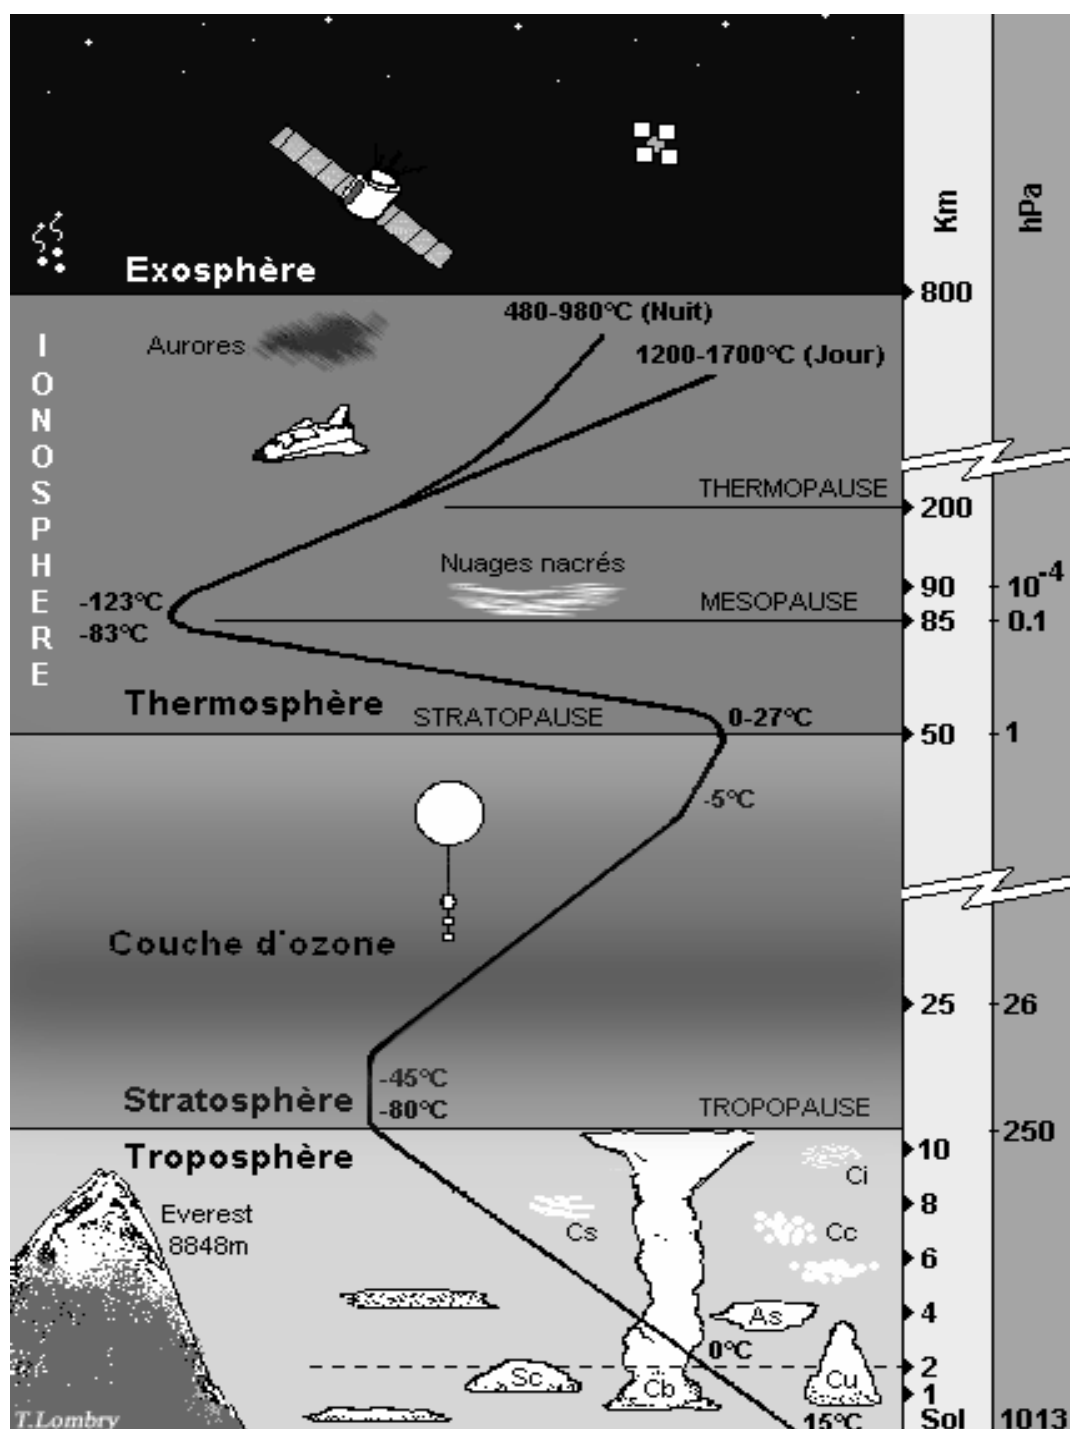 Km
hPa
Exosphère
800
480-980°C (Nuit)
Aurores
1200-1700°C (Jour)
IONOSPHERE
THERMOPAUSE
200
Nuages nacrés
90
10-4
-123°C
MESOPAUSE
85
0.1
-83°C
Thermosphère
STRATOPAUSE
0-27°C
50
1
-5°C
Couche d'ozone
25
26
-45°C
Stratosphère
-80°C
TROPOPAUSE
250
Troposphère
10
Ci
8
Everest
8848m
Cs
Cc
6
4
As
0°C
2
Sc
Cb
Cu
1
T.Lombry
15°C
Sol
1013